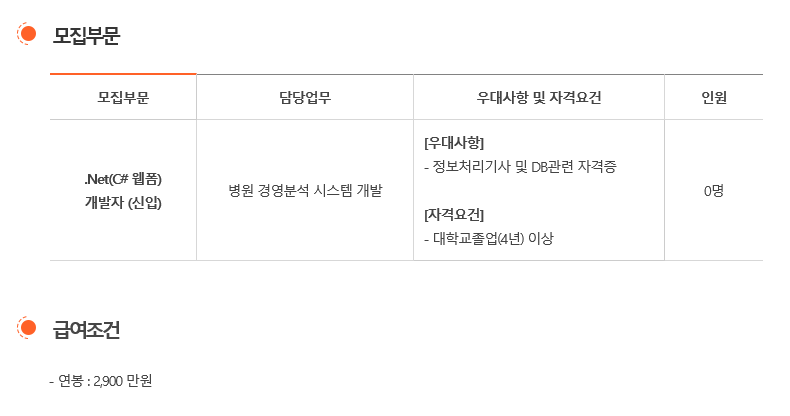 모집부문
모집부문 담당업무 우대사항 및 자격요건 인원
.Net(C# 웹폼)
개발자 (신입)
병원 경영분석 시스템 개발
[우대사항]
- 정보처리기사 및 DB관련 자격증
[자격요건]
- 대학교졸업(4년) 이상
0명
급여조건
- 연봉 : 2,900 만원